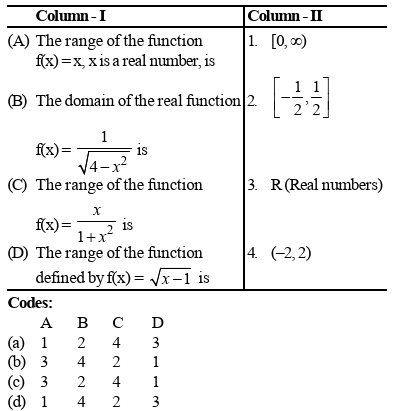 Column - I Column - II
(A) The range of the function 1. [0, ∞)
f(x) = x, x is a real number, is
(B) The domain of the real function 2. [-1/2, 1/2]
f(x) = 1/√(4 – x²) is
(C) The range of the function 3. R (Real numbers)
f(x) = x/(1 + x²) is
(D) The range of the function 4. (–2, 2)
defined by f(x) = √(x – 1) is
Codes:
A B C D
(a) 1 2 4 3
(b) 3 4 2 1
(c) 3 2 4 1
(d) 1 4 2 3